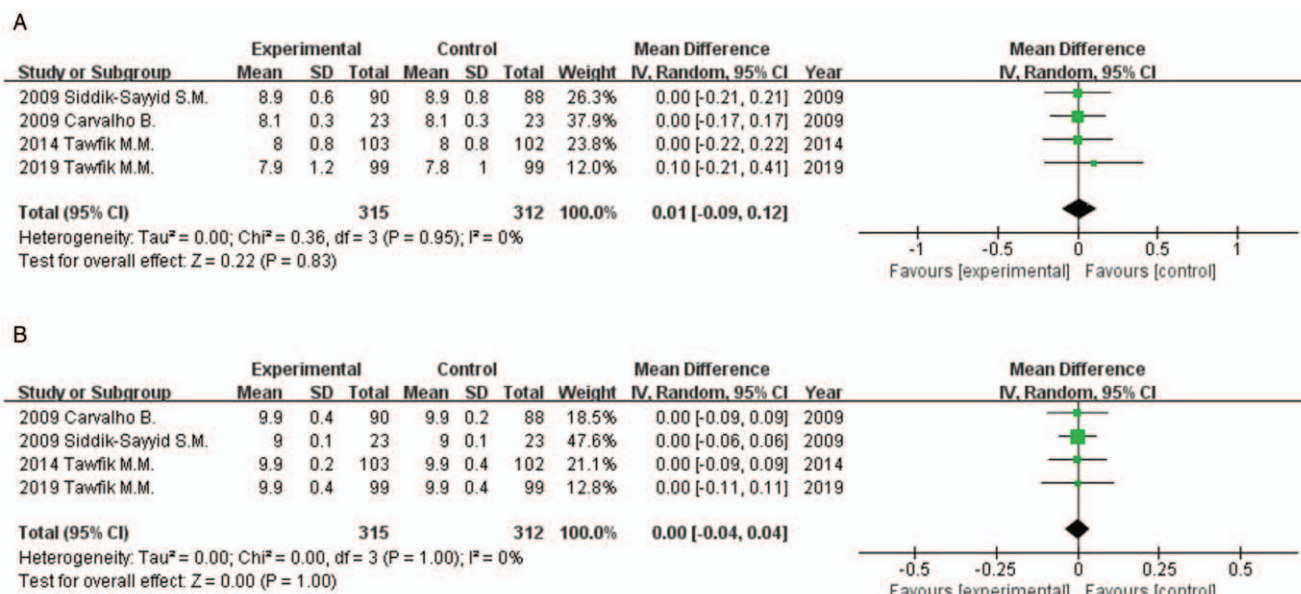 A
Experimental Control Mean Difference Mean Difference
Study or Subgroup Mean SD Total Mean SD Total Weight IV, Random, 95% CI Year IV, Random, 95% CI
2009 Siddik-Sayyid S.M. 8.9 0.6 90 8.9 0.8 88 26.3% 0.00 [-0.21, 0.21] 2009
2009 Carvalho B. 8.1 0.3 23 8.1 0.3 23 37.9% 0.00 [-0.17, 0.17] 2009
2014 Tawfik M.M. 8 0.8 103 8 0.8 102 23.8% 0.00 [-0.22, 0.22] 2014
2019 Tawfik M.M. 7.9 1.2 99 7.8 1 99 12.0% 0.10 [-0.21, 0.41] 2019
Total (95% CI) 315 312 100.0% 0.01 [-0.09, 0.12]
Heterogeneity: Tau² = 0.00; Chi² = 0.36, df = 3 (P = 0.95); I² = 0%
Test for overall effect: Z = 0.22 (P = 0.83)
-1 -0.5 0 0.5 1
Favours [experimental] Favours [control]
B
Experimental Control Mean Difference Mean Difference
Study or Subgroup Mean SD Total Mean SD Total Weight IV, Random, 95% CI Year IV, Random, 95% CI
2009 Carvalho B. 9.9 0.4 90 9.9 0.2 88 18.5% 0.00 [-0.09, 0.09] 2009
2009 Siddik-Sayyid S.M. 9 0.1 23 9 0.1 23 47.6% 0.00 [-0.06, 0.06] 2009
2014 Tawfik M.M. 9.9 0.2 103 9.9 0.4 102 21.1% 0.00 [-0.09, 0.09] 2014
2019 Tawfik M.M. 9.9 0.4 99 9.9 0.4 99 12.8% 0.00 [-0.11, 0.11] 2019
Total (95% CI) 315 312 100.0% 0.00 [-0.04, 0.04]
Heterogeneity: Tau² = 0.00; Chi² = 0.00, df = 3 (P = 1.00); I² = 0%
Test for overall effect: Z = 0.00 (P = 1.00)
-0.5 -0.25 0 0.25 0.5
Favours [experimental] Favours [control]